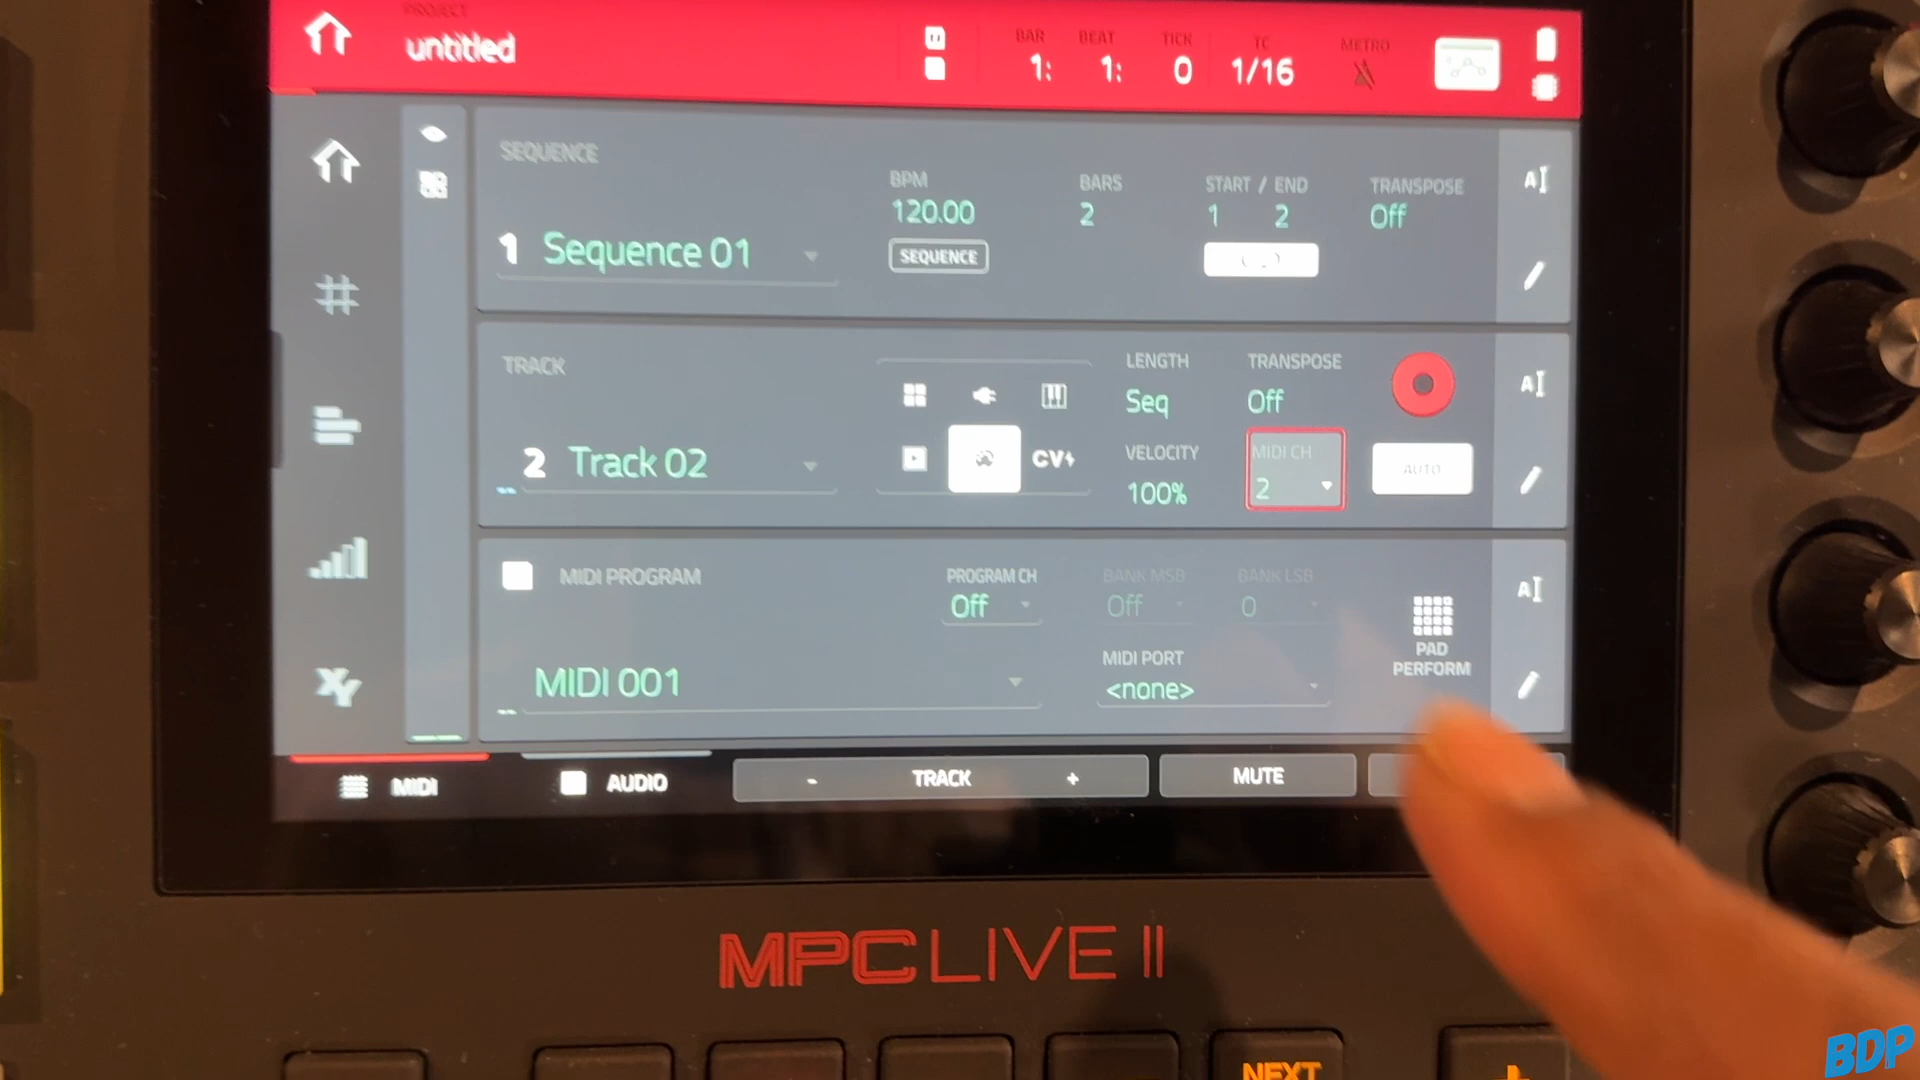 PROJECT
untitled
BAR BEAT TICK TC METRO
1: 1: 0 1/16
SEQUENCE
BPM BARS START / END TRANSPOSE
120.00 2 1 2 Off
1 Sequence 01
SEQUENCE
TRACK
LENGTH TRANSPOSE
Seq Off
2 Track 02
CV
VELOCITY MIDI CH AUTO
100% 2
MIDI PROGRAM
PROGRAM CH BANK MSB BANK LSB
Off Off 0
MIDI 001
MIDI PORT
<none>
PAD
PERFORM
MIDI AUDIO - TRACK + MUTE
MPC LIVE II
NEXT
BDP